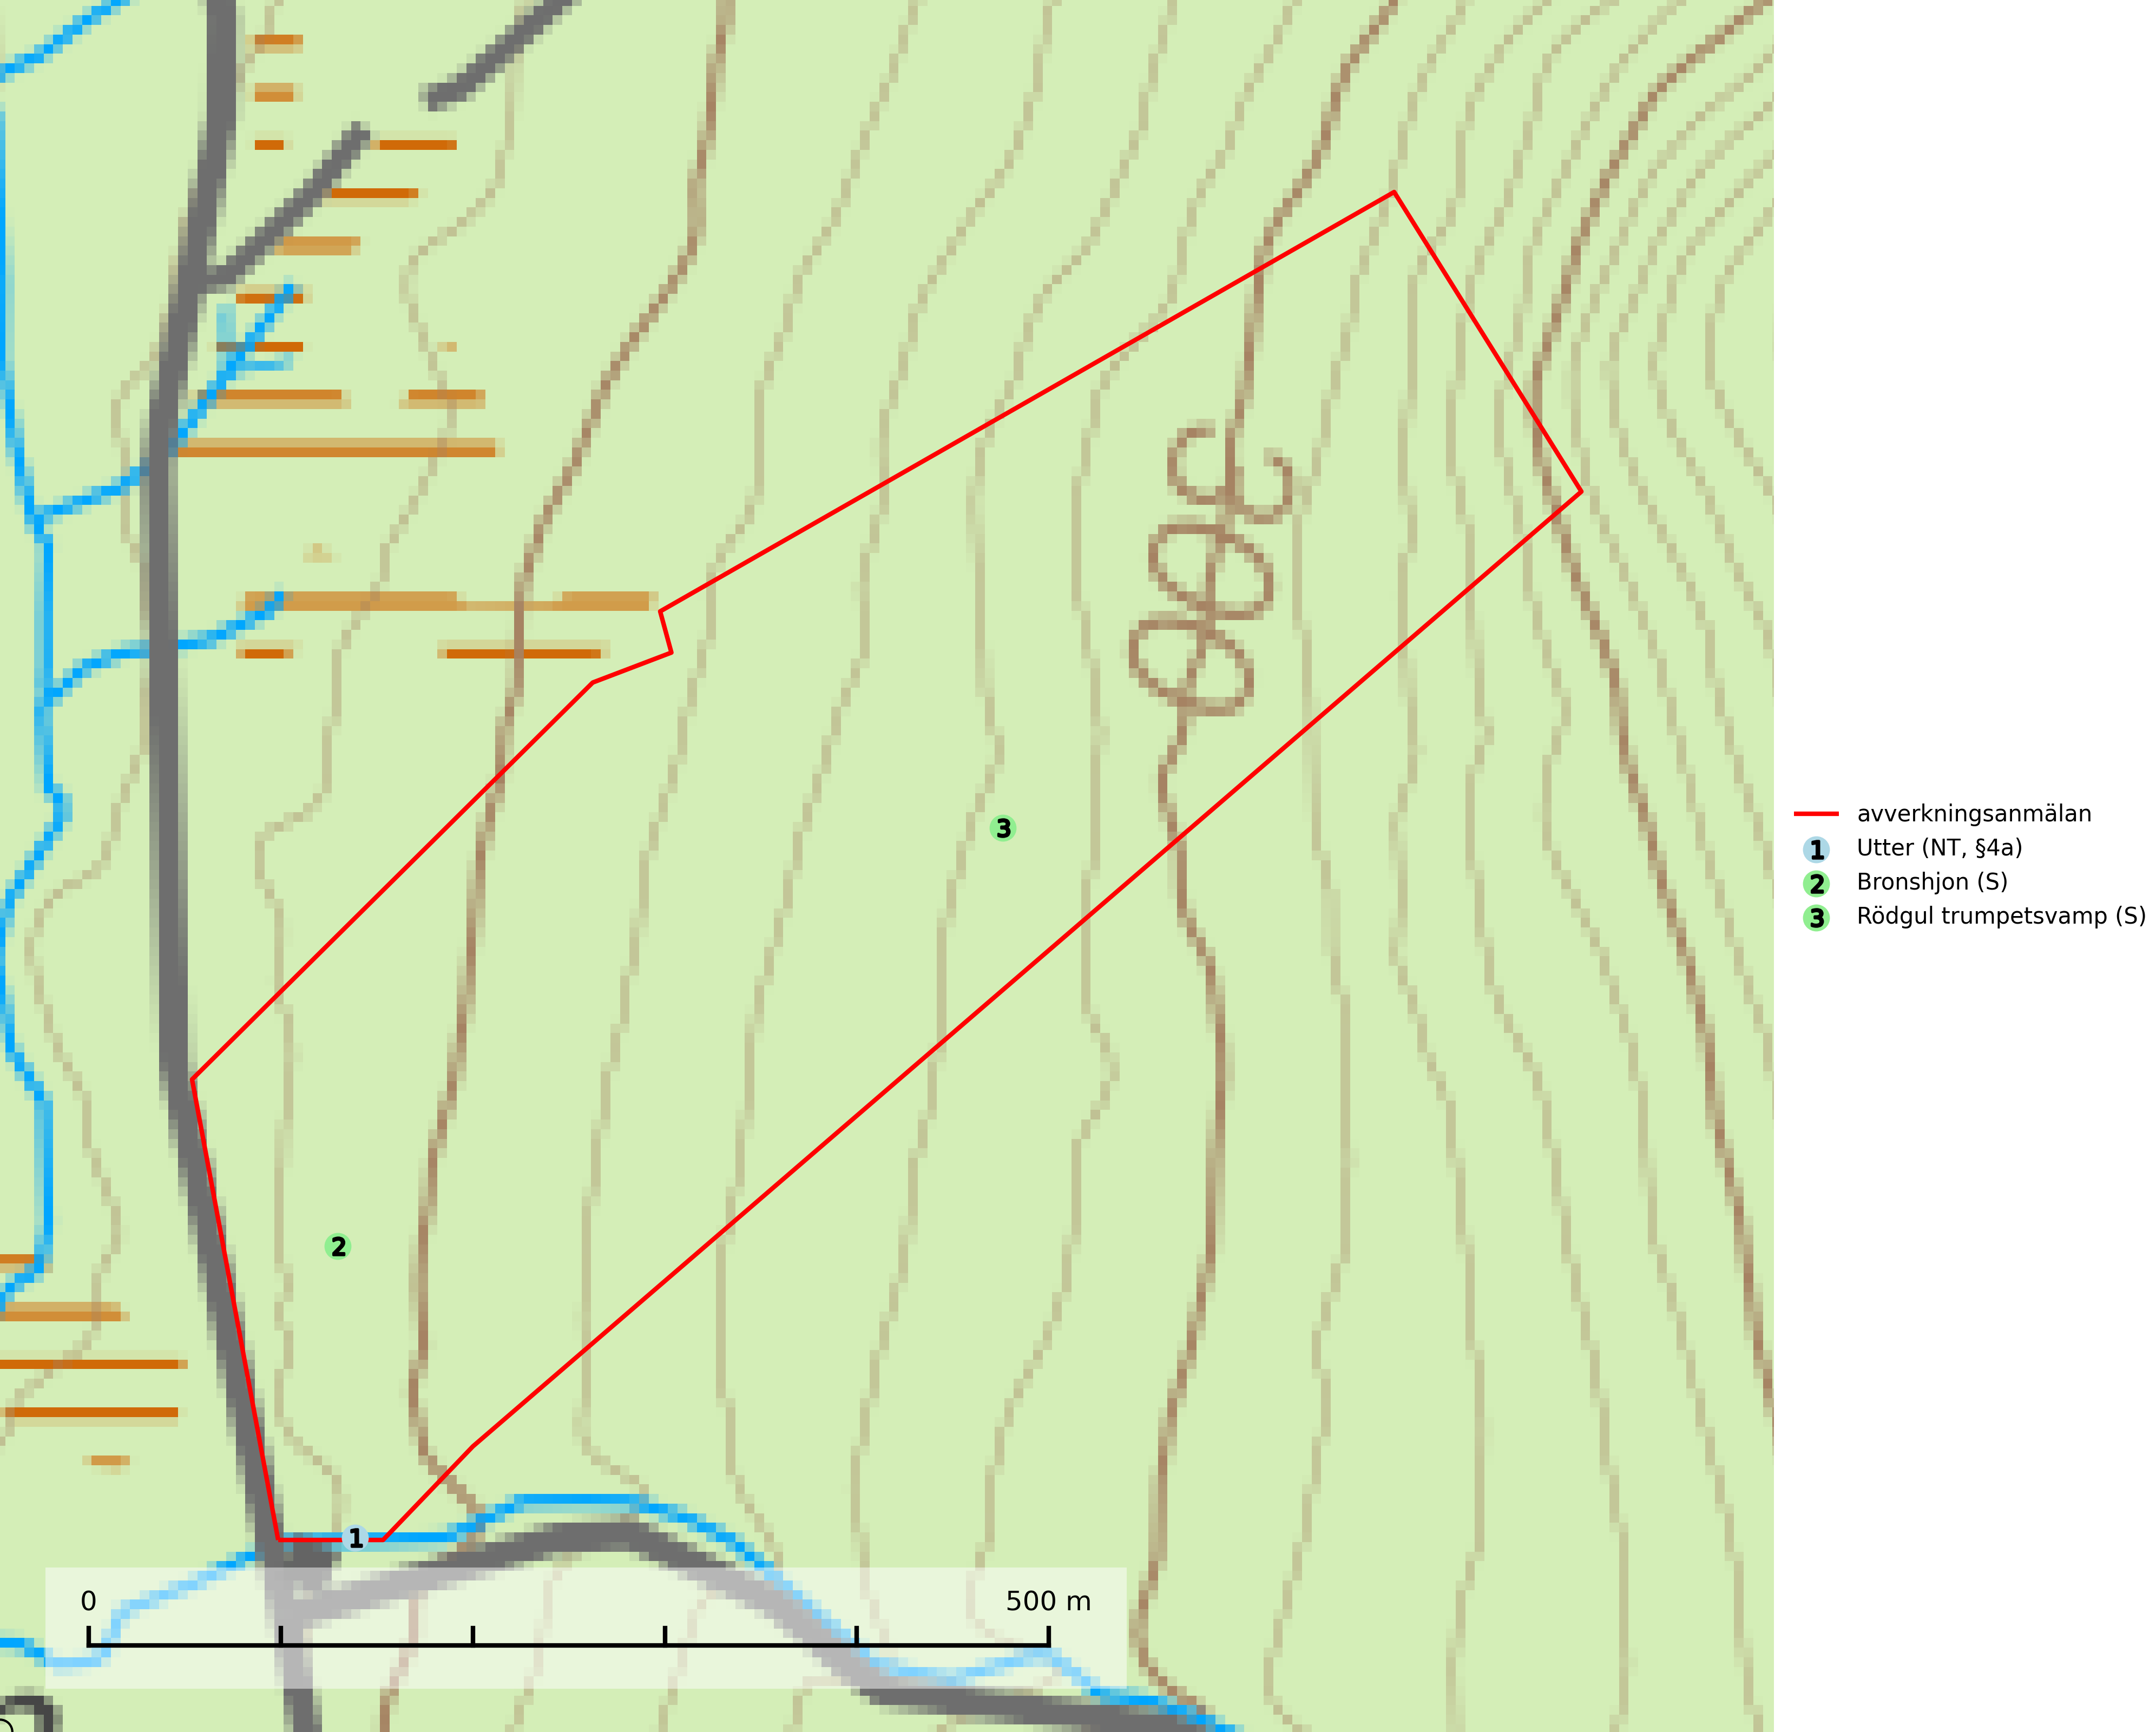 3
2
1
0
500 m
avverkningsanmälan
1 Utter (NT, §4a)
2 Bronshjon (S)
3 Rödgul trumpetsvamp (S)